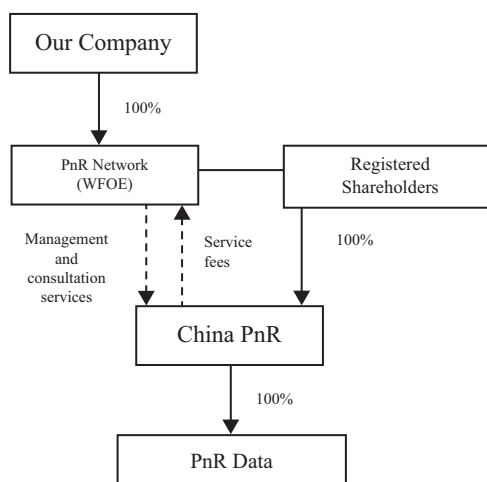 Our Company
100%
PnR Network
(WFOE)
Registered
Shareholders
Management
and
consultation
services
Service
fees
100%
China PnR
100%
PnR Data